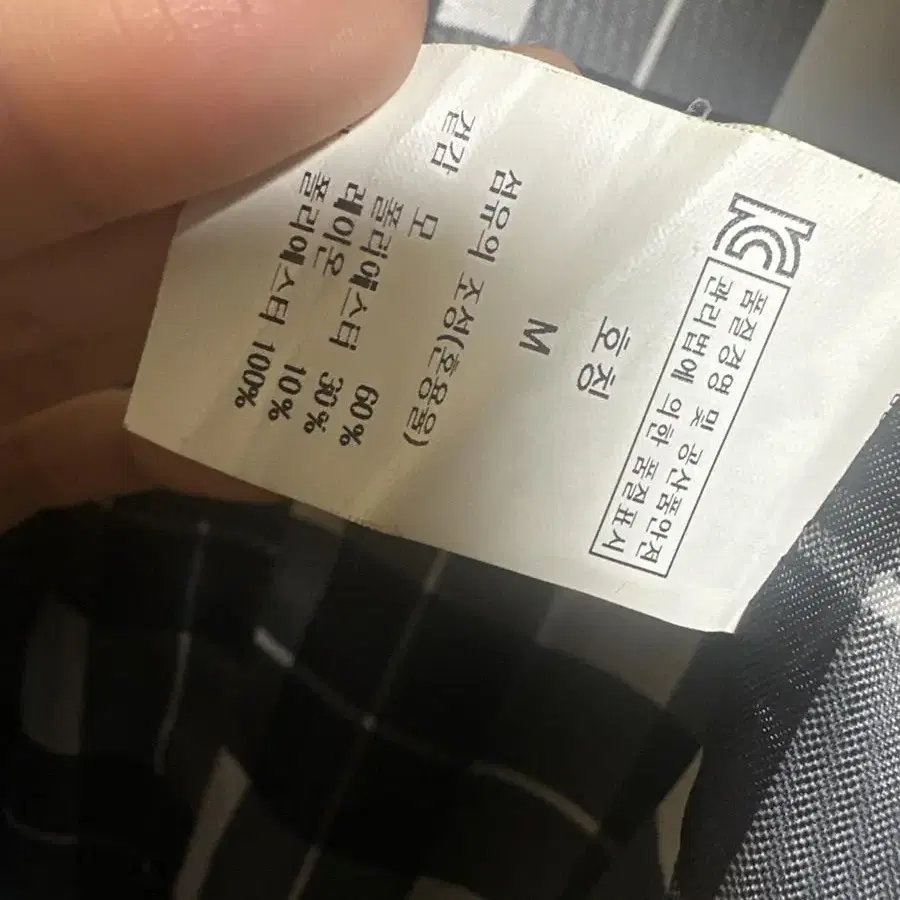 KC
품질경영 및 공산품안전
관리법에 의한 품질표시
호칭
M
섬유의 조성(혼용율)
겉감 모 60%
폴리에스터 30%
레이온 10%
폴리에스터 100%